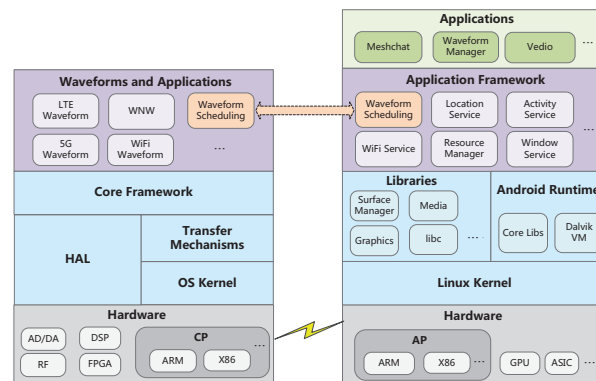 Waveforms and Applications
LTE
Waveform
WNW
Waveform
Scheduling
5G
Waveform
WiFi
Waveform
...
Core Framework
HAL
Transfer
Mechanisms
OS Kernel
Hardware
AD/DA
DSP
RF
FPGA
CP
ARM
X86
...
Applications
Meshchat
Waveform
Manager
Vedio
...
Application Framework
Waveform
Scheduling
Location
Service
Activity
Service
WiFi Service
Resource
Manager
Window
Service
...
Libraries
Surface
Manager
Media
Graphics
libc
...
Android Runtime
Core Libs
Dalvik
VM
Linux Kernel
Hardware
AP
ARM
X86
...
GPU
ASIC
...